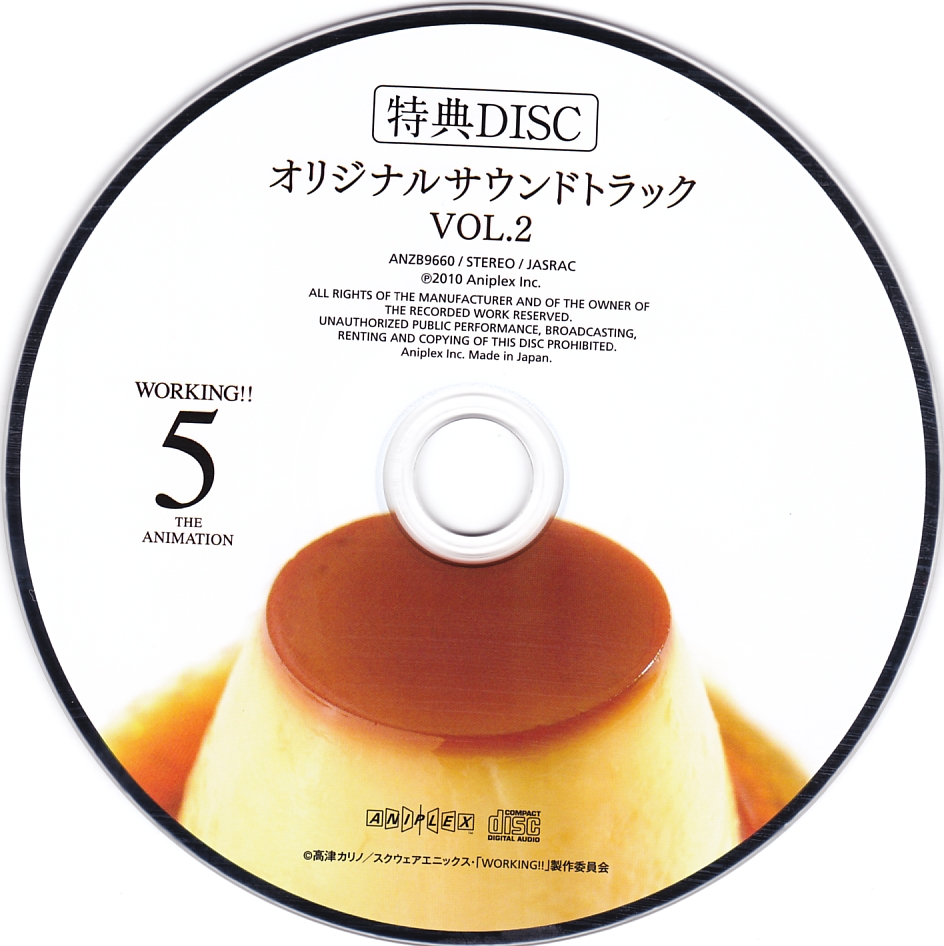 特典DISC
オリジナルサウンドトラック
VOL.2
ANZB9660 / STEREO / JASRAC
℗2010 Aniplex Inc.
ALL RIGHTS OF THE MANUFACTURER AND OF THE OWNER OF
THE RECORDED WORK RESERVED.
UNAUTHORIZED PUBLIC PERFORMANCE, BROADCASTING,
RENTING AND COPYING OF THIS DISC PROHIBITED.
Aniplex Inc. Made in Japan.
WORKING!!
5
THE
ANIMATION
ANIPLEX™
COMPACT
disc
DIGITAL AUDIO
©高津カリノ／スクウェアエニックス・「WORKING!!」製作委員会